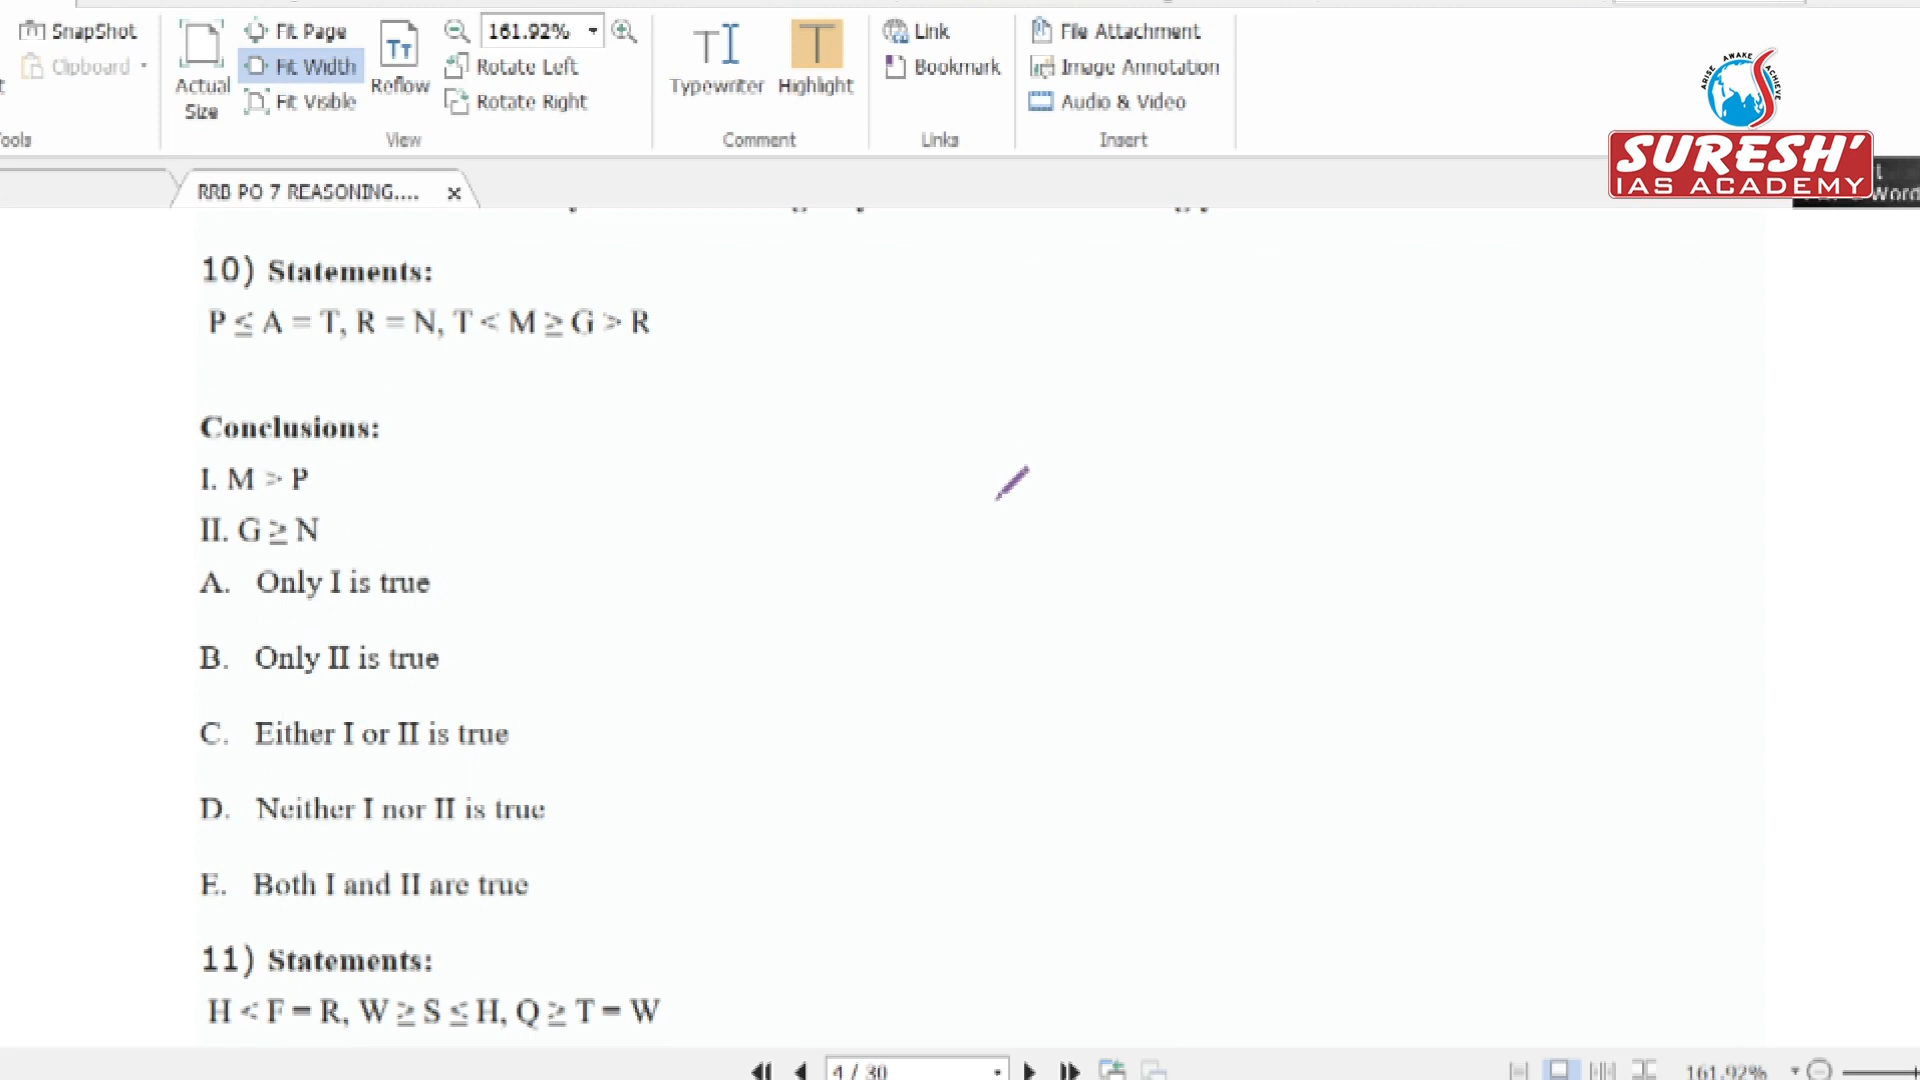 SnapShot
Clipboard
Actual
Size
Fit Page
Fit Width
Fit Visible
Reflow
161.92%
Rotate Left
Rotate Right
View
Typewriter
Highlight
Comment
Link
Bookmark
Links
File Attachment
Image Annotation
Audio & Video
Insert
ARISE AWAKE ACHIEVE
SURESH'
IAS ACADEMY
Word
RRB PO 7 REASONING....
10) Statements:
P ≤ A = T, R = N, T < M ≥ G > R
Conclusions:
I. M > P
II. G ≥ N
A. Only I is true
B. Only II is true
C. Either I or II is true
D. Neither I nor II is true
E. Both I and II are true
11) Statements:
H < F = R, W ≥ S ≤ H, Q ≥ T = W
4 / 30
161.92%